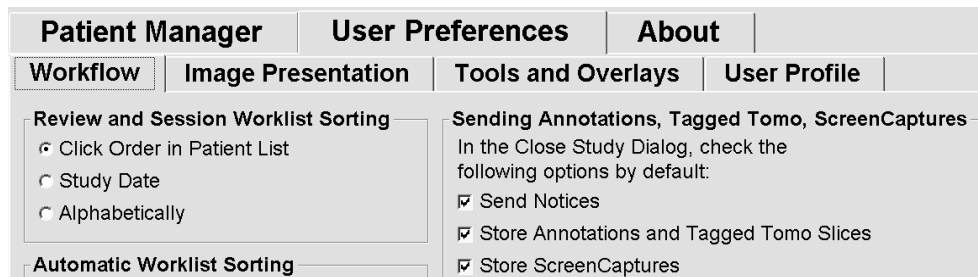 Patient Manager User Preferences About
Workflow Image Presentation Tools and Overlays User Profile
Review and Session Worklist Sorting
Click Order in Patient List
Study Date
Alphabetically
Automatic Worklist Sorting
Sending Annotations, Tagged Tomo, ScreenCaptures
In the Close Study Dialog, check the
following options by default:
Send Notices
Store Annotations and Tagged Tomo Slices
Store ScreenCaptures